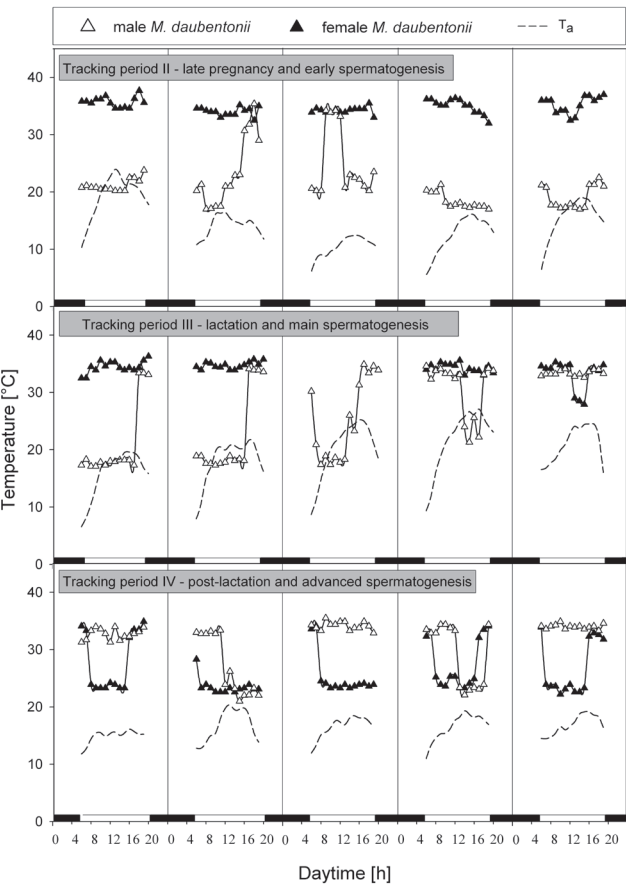 male M. daubentonii female M. daubentonii Ta
Tracking period II - late pregnancy and early spermatogenesis
40
30
20
10
0
Tracking period III - lactation and main spermatogenesis
40
30
20
10
0
Tracking period IV - post-lactation and advanced spermatogenesis
40
30
20
10
0
Temperature [°C]
0 4 8 12 16 20 0 4 8 12 16 20 0 4 8 12 16 20 0 4 8 12 16 20 0 4 8 12 16 20
Daytime [h]